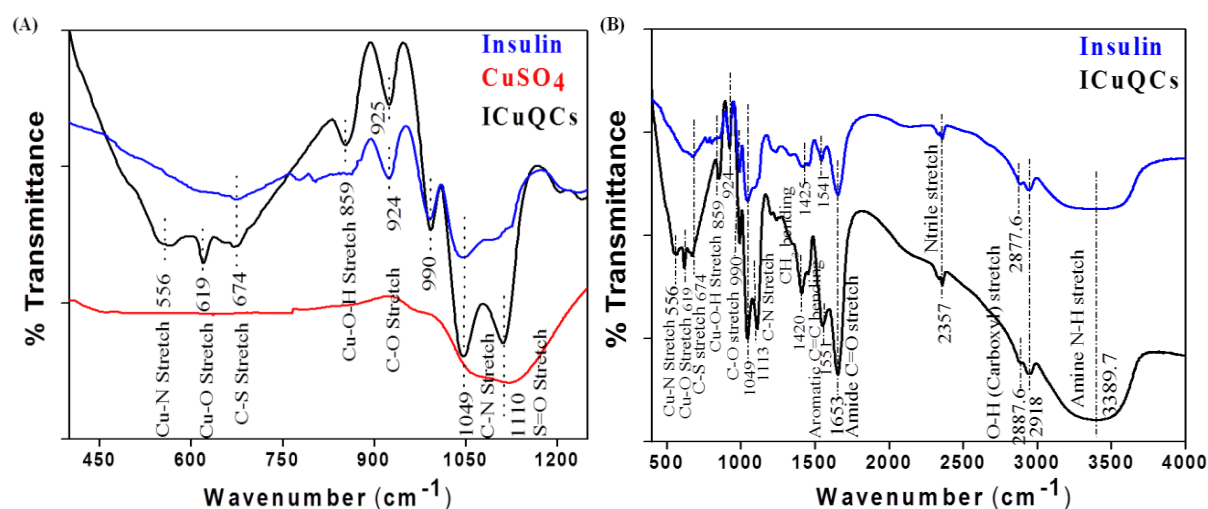 (A)
Insulin
CuSO4
ICuQCs
% Transmittance
Cu-N Stretch 556
Cu-O Stretch 619
C-S Stretch 674
Cu-O-H Stretch 859
925
C-O Stretch 924
990
1049
C-N Stretch
1110
S=O Stretch
450 600 750 900 1050 1200
Wavenumber (cm-1)
(B)
Insulin
ICuQCs
% Transmittance
Cu-N Stretch 556
Cu-O Stretch 619
C-S stretch 674
Cu-O-H Stretch 859
924
C-O stretch 990
1049
1113 C-N Stretch
bending
1420
1425
Aromatic C=C bending
1551
1541
1653
Amide C=O stretch
Nitrile stretch
2357
2877.6
O-H (Carboxyl) stretch
2887.6
2918
Amine N-H stretch
3389.7
500 1000 1500 2000 2500 3000 3500 4000
Wavenumber (cm-1)